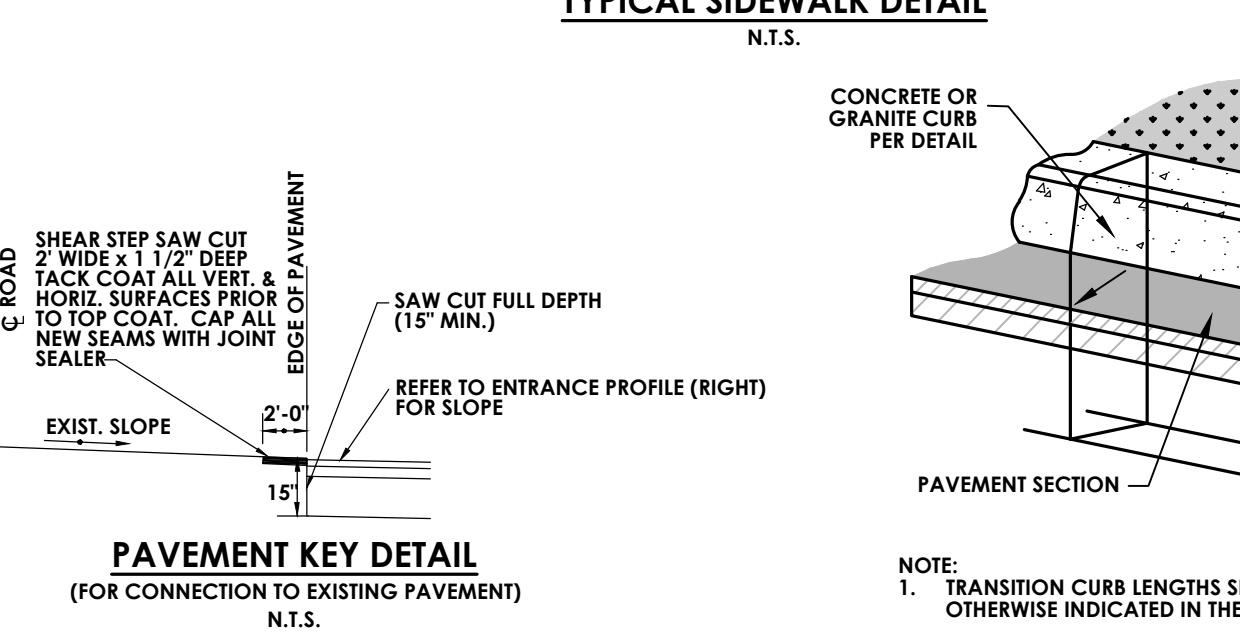 TYPICAL SIDEWALK DETAIL
N.T.S.
CONCRETE OR
GRANITE CURB
PER DETAIL
EDGE OF PAVEMENT
℄ ROAD
SHEAR STEP SAW CUT
2' WIDE x 1 1/2" DEEP
TACK COAT ALL VERT. &
HORIZ. SURFACES PRIOR
TO TOP COAT. CAP ALL
NEW SEAMS WITH JOINT
SEALER
SAW CUT FULL DEPTH
(15" MIN.)
REFER TO ENTRANCE PROFILE (RIGHT)
FOR SLOPE
2'-0"
EXIST. SLOPE
15"
PAVEMENT SECTION
PAVEMENT KEY DETAIL
(FOR CONNECTION TO EXISTING PAVEMENT)
N.T.S.
NOTE:
1. TRANSITION CURB LENGTHS
OTHERWISE INDICATED IN THE